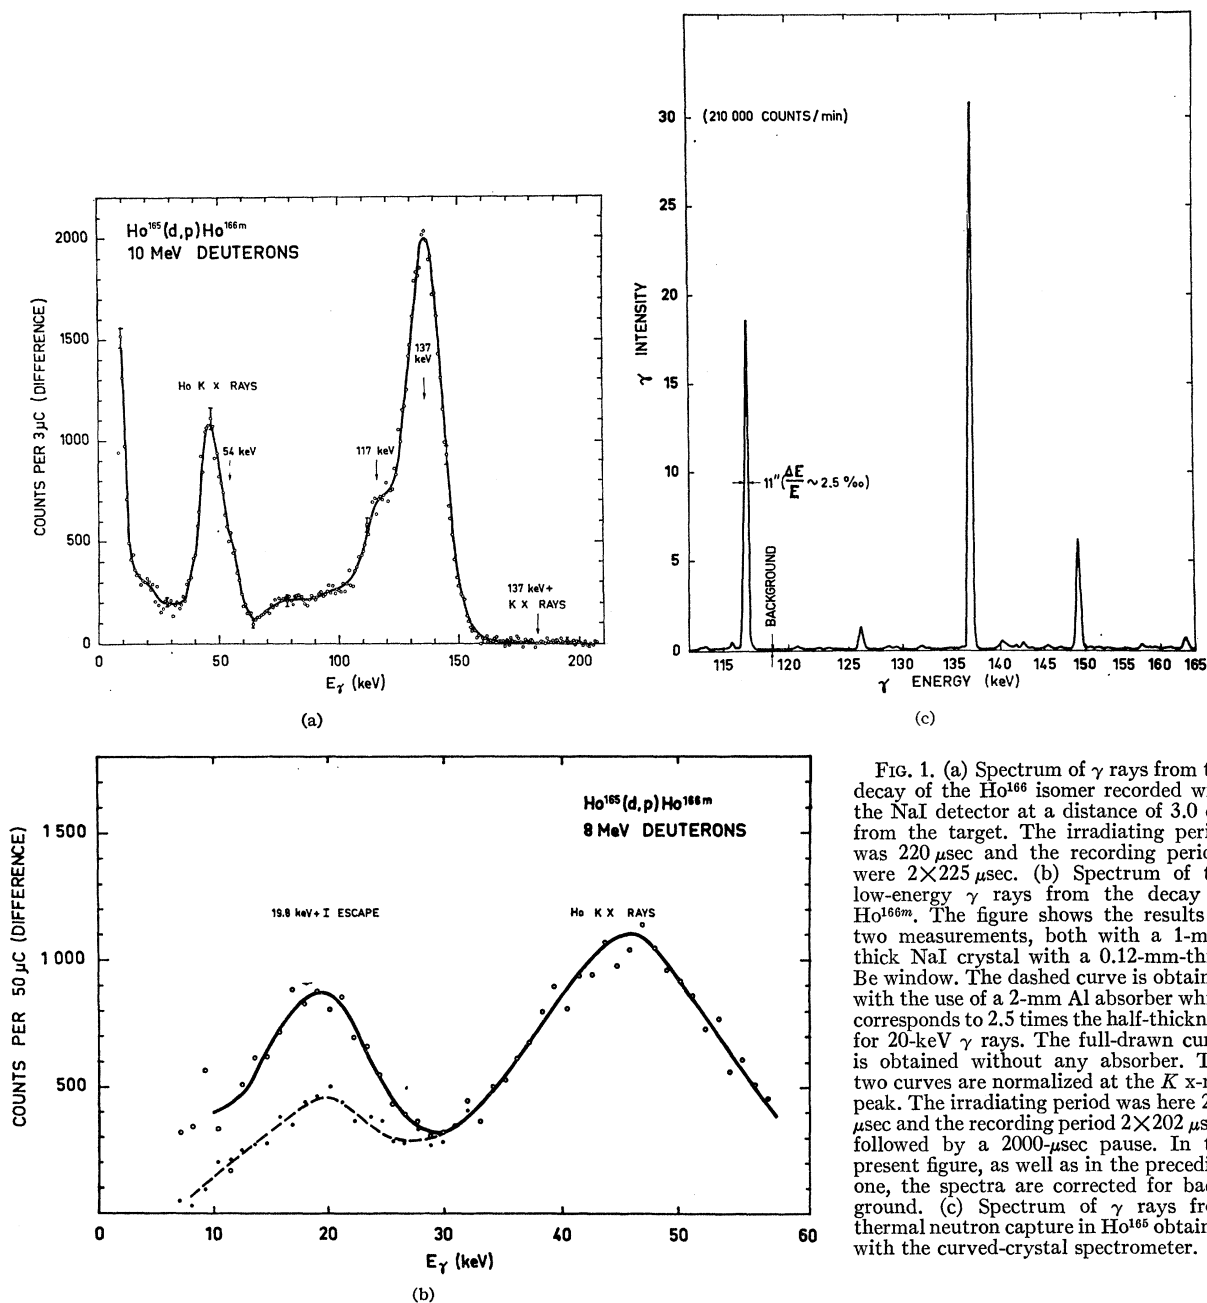 Ho¹⁶⁵(d,p)Ho¹⁶⁶ᵐ
10 MeV DEUTERONS
COUNTS PER 3 μC (DIFFERENCE)
2000
1500
1000
500
0
Ho K X RAYS
54 keV
117 keV
137
keV
137 keV+
K X RAYS
0 50 100 150 200
Eγ (keV)
(a)
(210 000 COUNTS/min)
γ INTENSITY
30
25
20
15
10
5
0
11" (ΔE/E ~ 2.5 ‰)
BACKGROUND
115 120 125 130 135 140 145 150 155 160 165
γ ENERGY (keV)
(c)
Ho¹⁶⁵(d,p)Ho¹⁶⁶ᵐ
8 MeV DEUTERONS
COUNTS PER 50 μC (DIFFERENCE)
1 500
1 000
500
19.8 keV+I ESCAPE
Ho K X RAYS
0 10 20 30 40 50 60
Eγ (keV)
(b)
FIG. 1. (a) Spectrum of γ rays from t
decay of the Ho¹⁶⁶ isomer recorded wi
the NaI detector at a distance of 3.0 c
from the target. The irradiating peri
was 220 μsec and the recording perio
were 2×225 μsec. (b) Spectrum of t
low-energy γ rays from the decay
Ho¹⁶⁶ᵐ. The figure shows the results
two measurements, both with a 1-m
thick NaI crystal with a 0.12-mm-thi
Be window. The dashed curve is obtain
with the use of a 2-mm Al absorber whi
corresponds to 2.5 times the half-thickn
for 20-keV γ rays. The full-drawn cur
is obtained without any absorber. T
two curves are normalized at the K x-r
peak. The irradiating period was here 2
μsec and the recording period 2×202 μs
followed by a 2000-μsec pause. In t
present figure, as well as in the precedi
one, the spectra are corrected for bac
ground. (c) Spectrum of γ rays fro
thermal neutron capture in Ho¹⁶⁵ obtain
with the curved-crystal spectrometer.